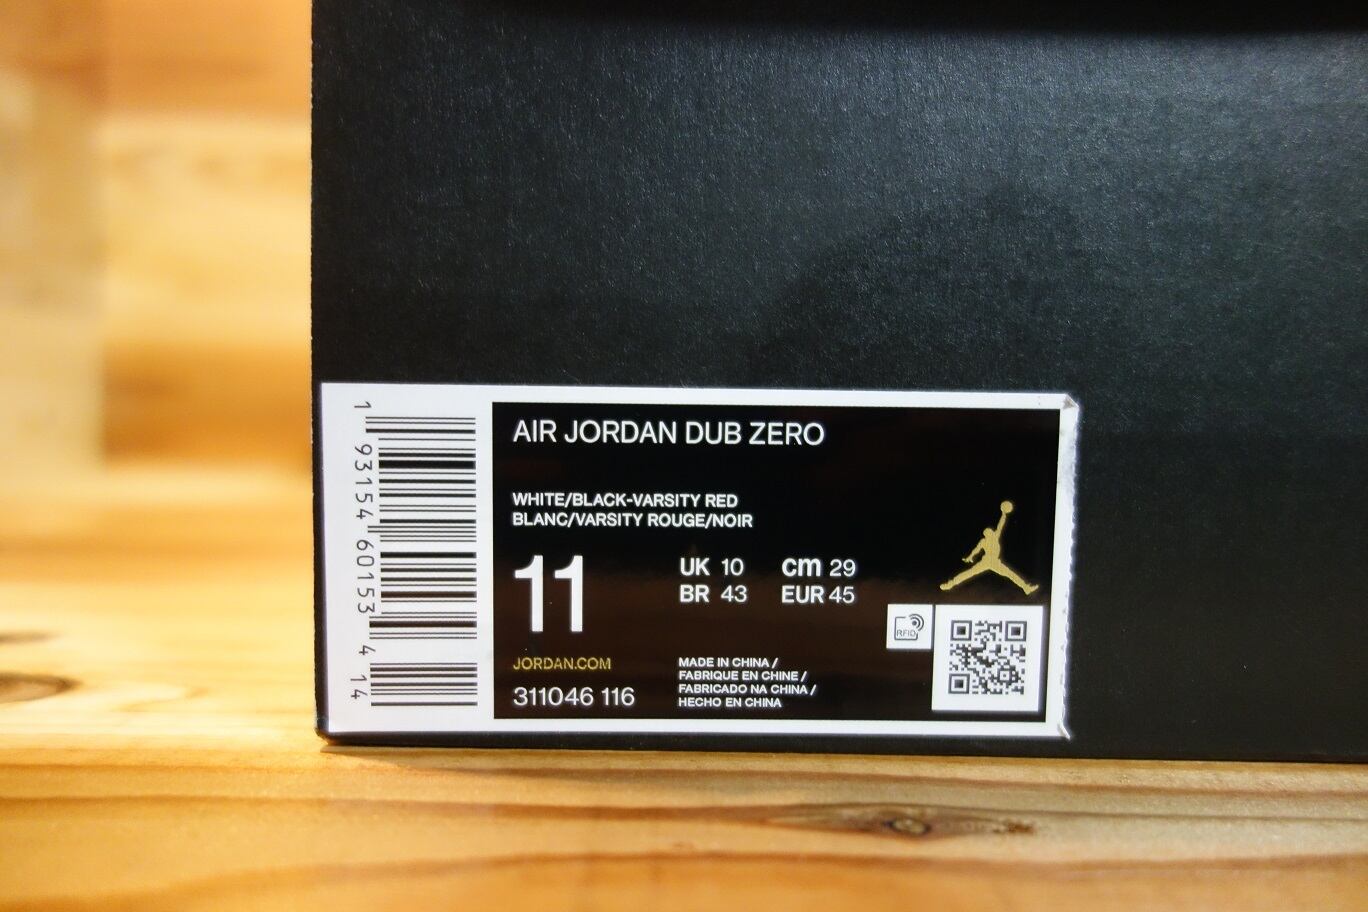 AIR JORDAN DUB ZERO
WHITE/BLACK-VARSITY RED
BLANC/VARSITY ROUGE/NOIR
11
UK 10 cm 29
BR 43 EUR 45
RFID
JORDAN.COM
311046 116
MADE IN CHINA /
FABRIQUE EN CHINE /
FABRICADO NA CHINA /
HECHO EN CHINA
1 93154 60153 4 14